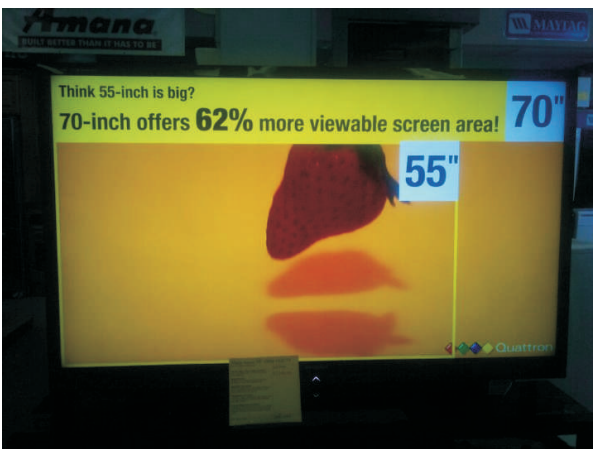 Amana
BUILT BETTER THAN IT HAS TO BE
MAYTAG
Think 55-inch is big?
70-inch offers 62% more viewable screen area!
70"
55"
Quattron